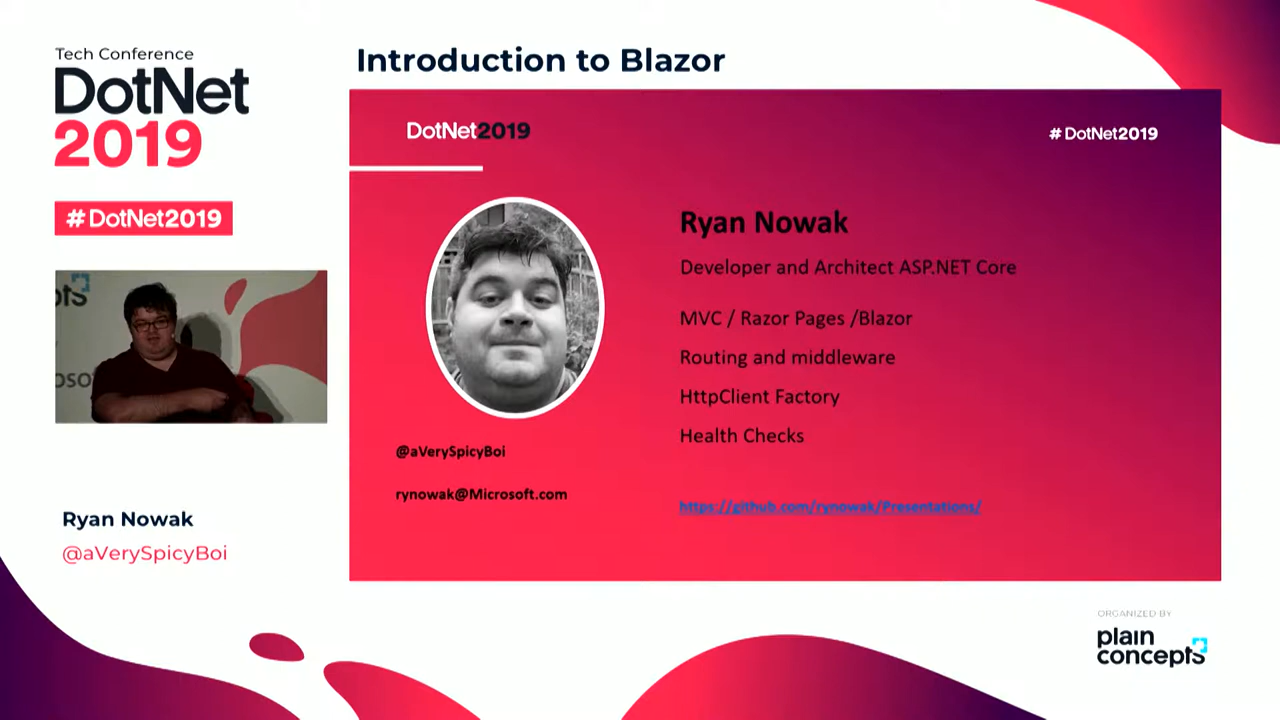 Tech Conference
DotNet
2019
# DotNet2019
Introduction to Blazor
DotNet2019
# DotNet2019
Ryan Nowak
Developer and Architect ASP.NET Core
MVC / Razor Pages /Blazor
Routing and middleware
HttpClient Factory
Health Checks
https://github.com/rynowak/Presentations/
@aVerySpicyBoi
rynowak@Microsoft.com
Ryan Nowak
@aVerySpicyBoi
ORGANIZED BY
plain
concepts